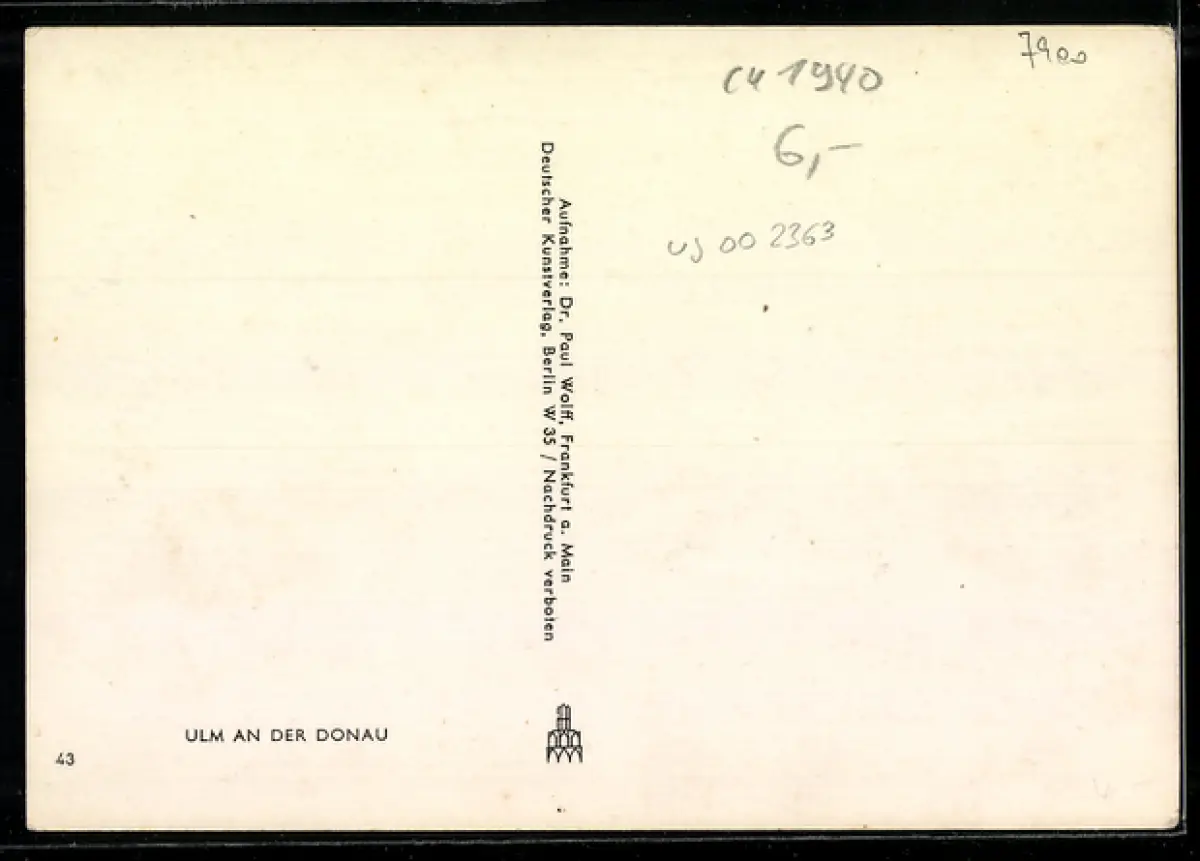 7900
cu 1940
6,-
US 00 2363
Aufnahme: Dr. Paul Wolff, Frankfurt a. Main
Deutscher Kunstverlag, Berlin W 35 / Nachdruck verboten
ULM AN DER DONAU
43